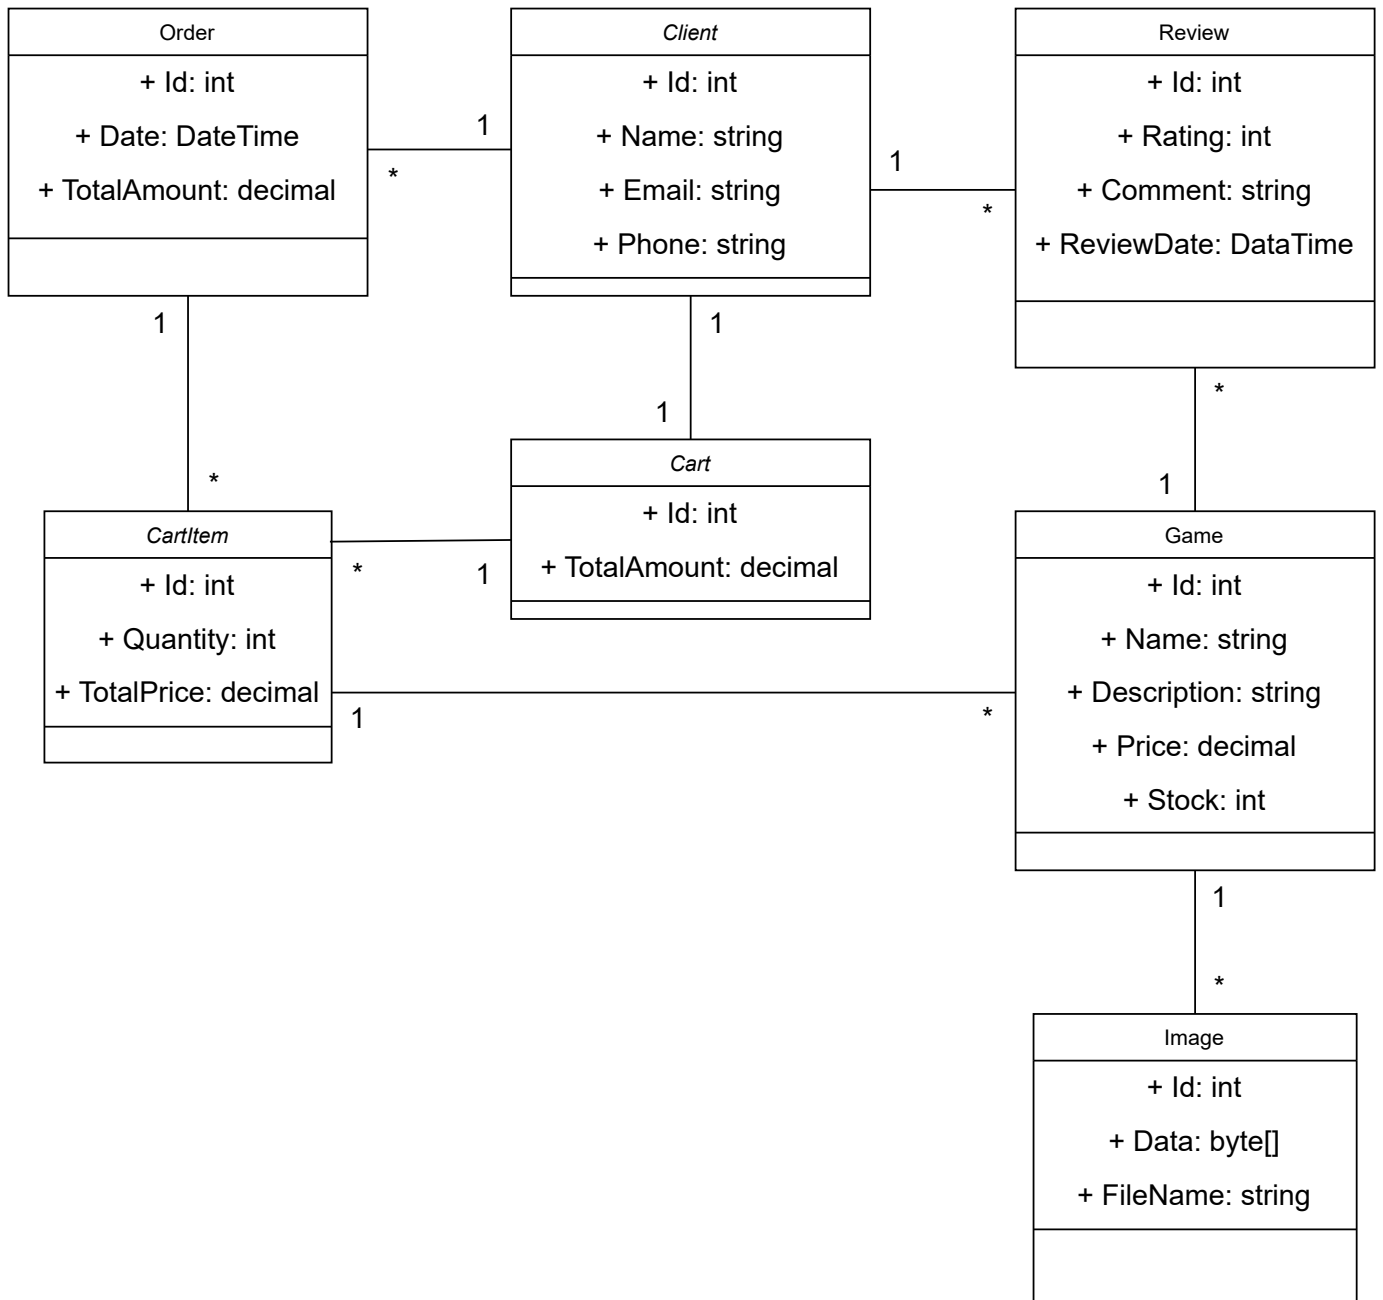 Order
+ Id: int
+ Date: DateTime
+ TotalAmount: decimal
1
*
Client
+ Id: int
+ Name: string
+ Email: string
+ Phone: string
1
*
Review
+ Id: int
+ Rating: int
+ Comment: string
+ ReviewDate: DataTime
1
*
1
1
*
1
Cart
+ Id: int
+ TotalAmount: decimal
CartItem
+ Id: int
+ Quantity: int
+ TotalPrice: decimal
*
1
1
*
Game
+ Id: int
+ Name: string
+ Description: string
+ Price: decimal
+ Stock: int
1
*
Image
+ Id: int
+ Data: byte[]
+ FileName: string